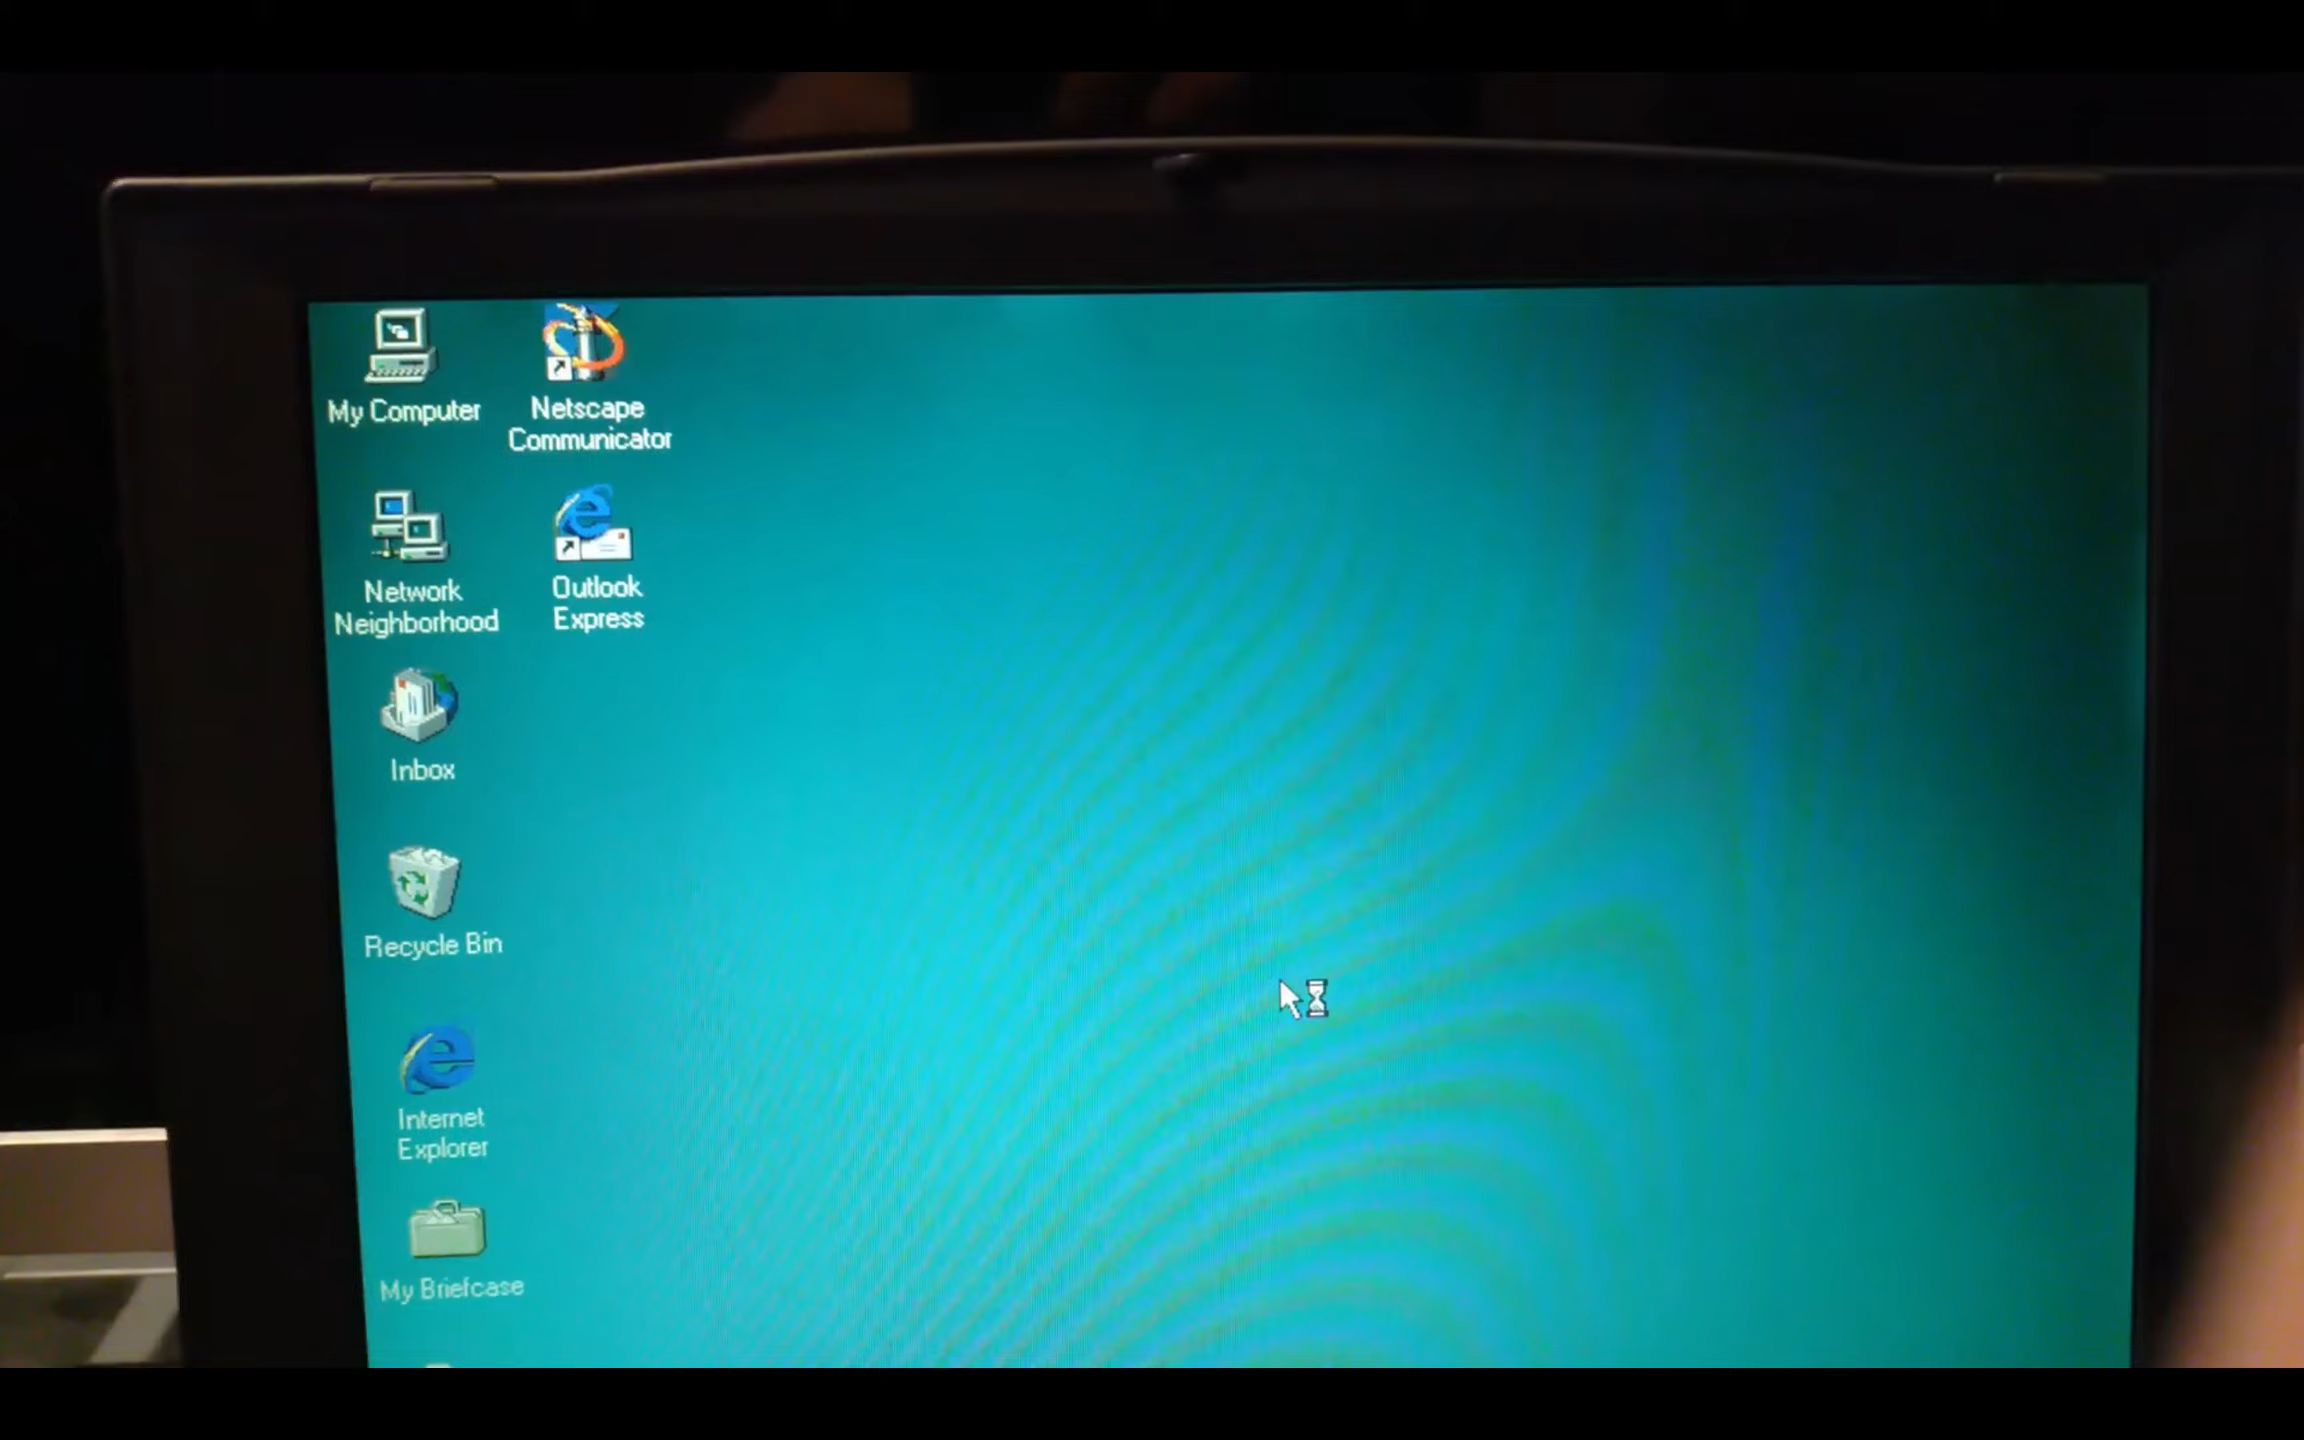 My Computer
Netscape
Communicator
Network
Neighborhood
Outlook
Express
Inbox
Recycle Bin
Internet
Explorer
My Briefcase